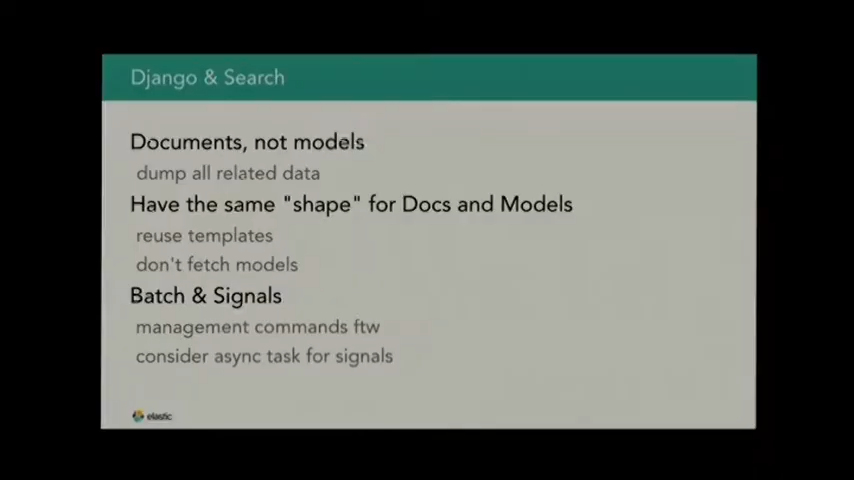 Django & Search
Documents, not models
dump all related data
Have the same "shape" for Docs and Models
reuse templates
don't fetch models
Batch & Signals
management commands ftw
consider async task for signals
elastic